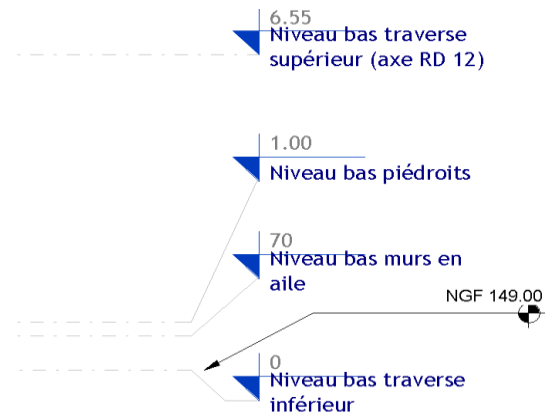 6.55
Niveau bas traverse
supérieur (axe RD 12)
1.00
Niveau bas piédroits
70
Niveau bas murs en
aile
NGF 149.00
0
Niveau bas traverse
inférieur